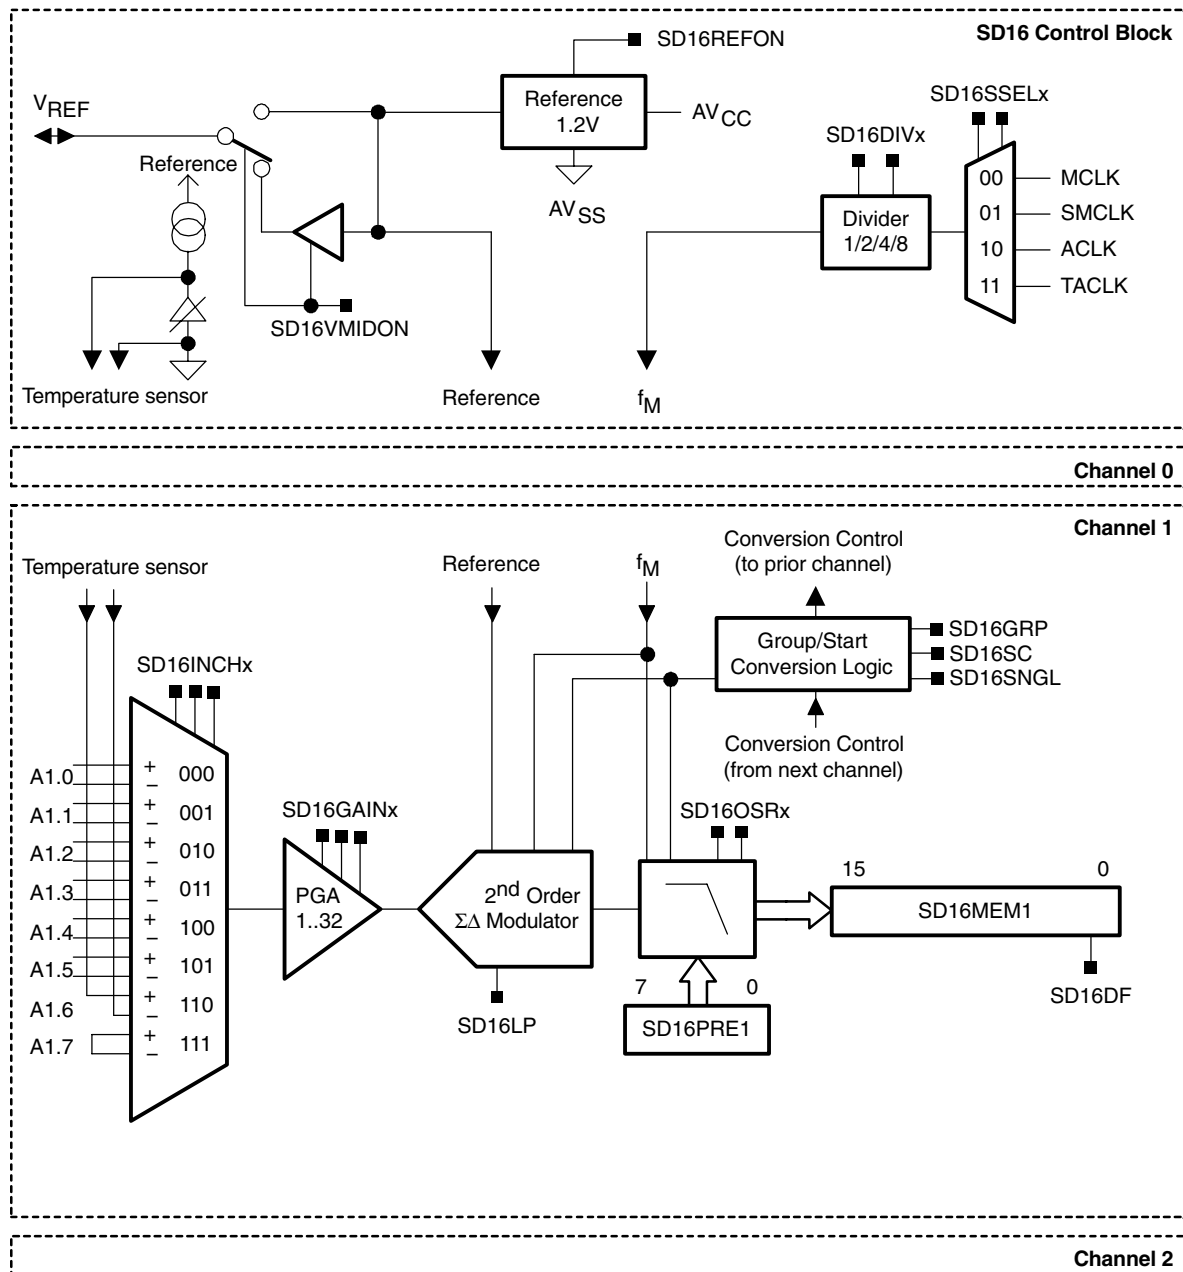 SD16 Control Block
SD16REFON
VREF
Reference
1.2V
AVCC
AVSS
SD16SSELx
SD16DIVx
Divider
1/2/4/8
00
01
10
11
MCLK
SMCLK
ACLK
TACLK
Reference
SD16VMIDON
Temperature sensor
Reference
fM
Channel 0
Channel 1
Temperature sensor
Reference
fM
Conversion Control
(to prior channel)
Group/Start
Conversion Logic
SD16GRP
SD16SC
SD16SNGL
Conversion Control
(from next channel)
SD16INCHx
A1.0
+
−
000
A1.1
+
−
001
A1.2
+
−
010
A1.3
+
−
011
A1.4
+
−
100
A1.5
+
−
101
A1.6
+
−
110
A1.7
+
−
111
SD16GAINx
PGA
1..32
2nd Order
ΣΔ Modulator
SD16LP
SD16OSRx
7 0
SD16PRE1
15 0
SD16MEM1
SD16DF
Channel 2